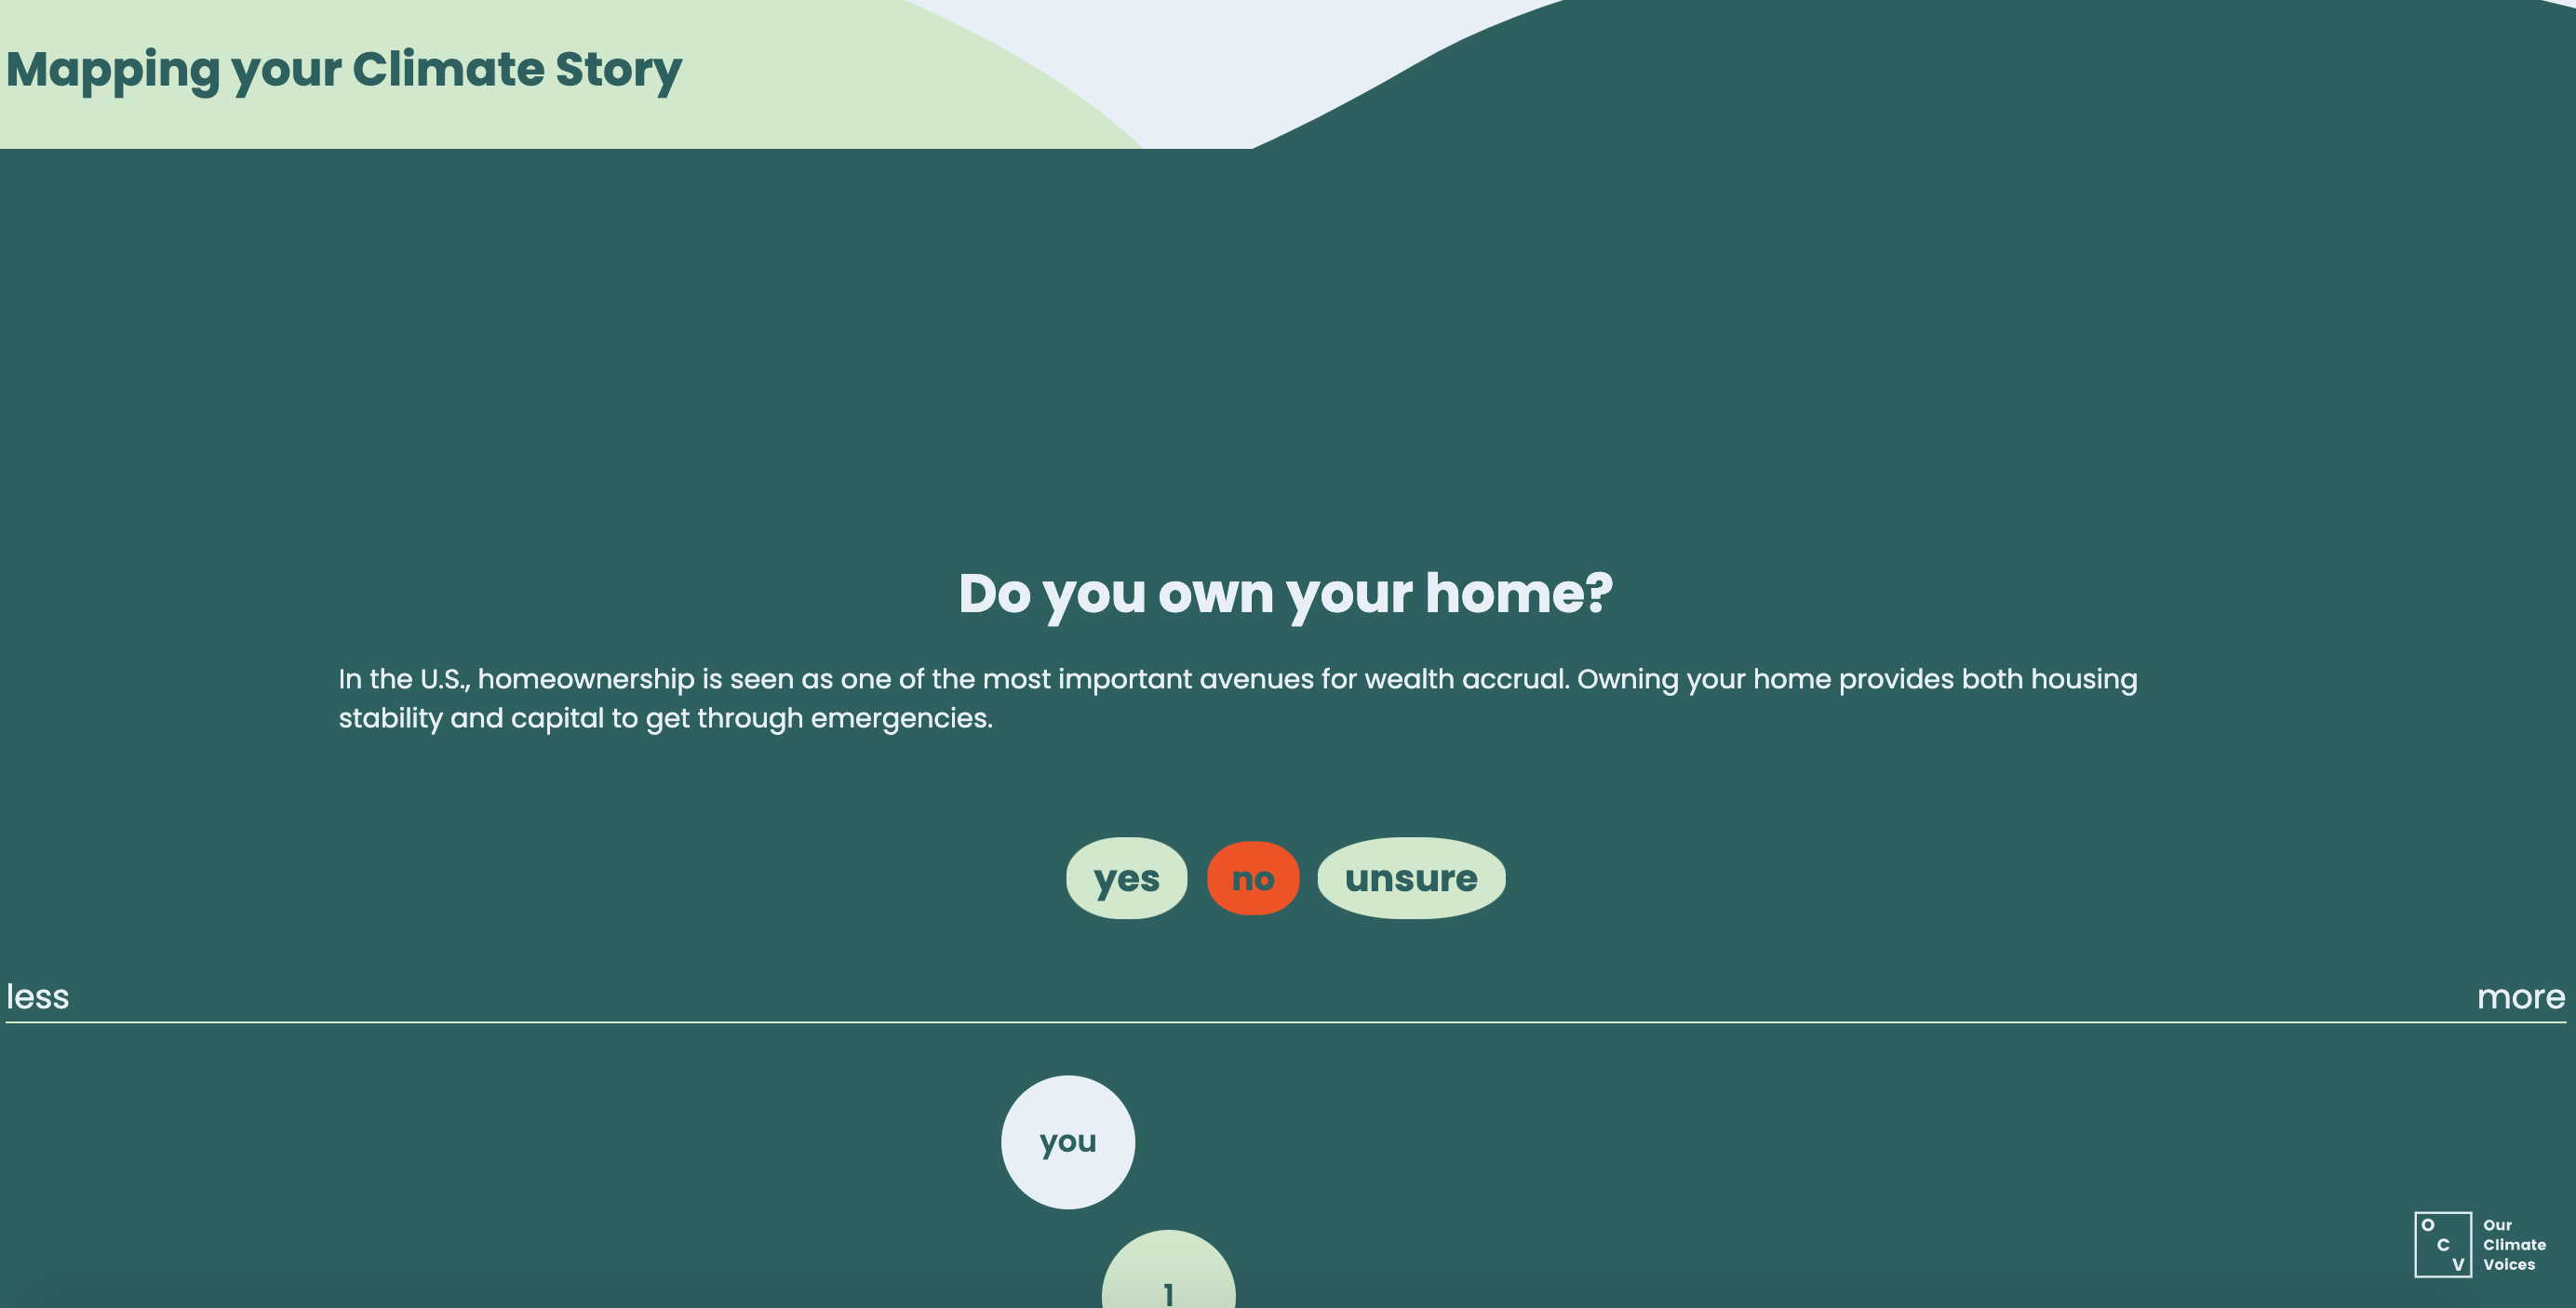 Mapping your Climate Story
Do you own your home?
In the U.S., homeownership is seen as one of the most important avenues for wealth accrual. Owning your home provides both housing
stability and capital to get through emergencies.
yes
no
unsure
less
more
you
1
O
C
V
Our
Climate
Voices